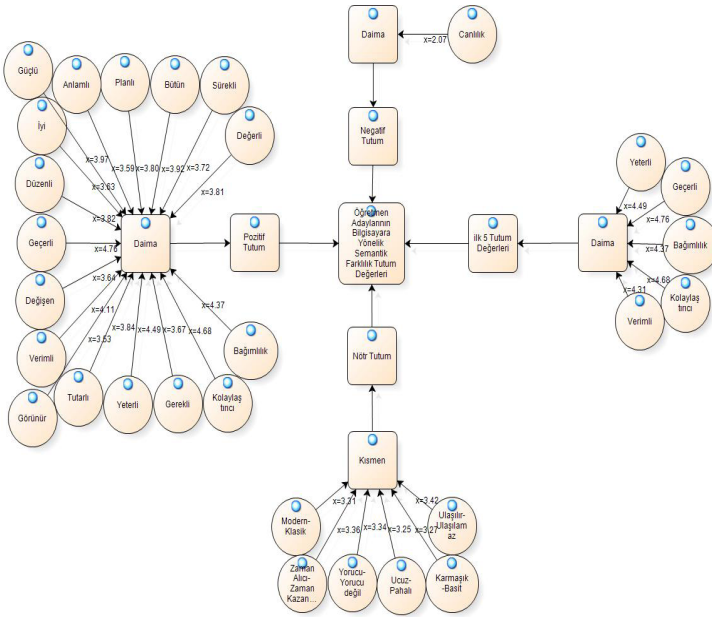 Daima
x=2.07
Canlılık
Negatif
Tutum
Güçlü
Anlamlı
Planlı
Bütün
Sürekli
Değerli
İyi
Düzenli
Geçerli
Değişen
Verimli
Görünür
Tutarlı
Yeterli
Gerekli
Kolaylaş
tırıcı
Bağımlılık
x=3.97
x=3.59
x=3.80
x=3.92
x=3.72
x=3.81
x=3.63
x=3.82
x=4.76
x=3.64
x=4.11
x=3.53
x=3.84
x=4.49
x=3.67
x=4.68
x=4.37
Daima
Pozitif
Tutum
Öğretmen
Adaylarının
Bilgisayara
Yönelik
Semantik
Farklılık Tutum
Değerleri
ilk 5 Tutum
Değerleri
Daima
Yeterli
Geçerli
Bağımlılık
Kolaylaş
tırıcı
Verimli
x=4.49
x=4.76
x=4.37
x=4.68
x=4.31
Nötr Tutum
Kısmen
x=3.31
x=3.36
x=3.34
x=3.25
x=3.27
x=3.42
Modern-
Klasik
Zaman
Alıcı-
Zaman
Kazan...
Yorucu-
Yorucu
değil
Ucuz-
Pahalı
Karmaşık
-Basit
Ulaşılır-
Ulaşılam
az